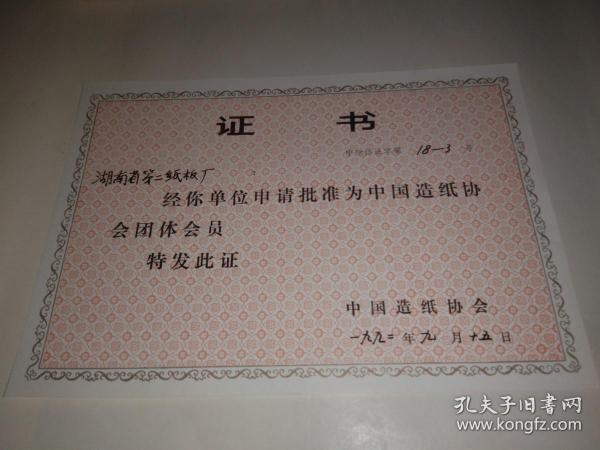 证 书
18-3 号
湖南省第二纸板厂：
经你单位申请批准为中国造纸协
会团体会员
特发此证
中国造纸协会
一九九二年九月十五日
孔夫子旧书网
www.kongfz.com